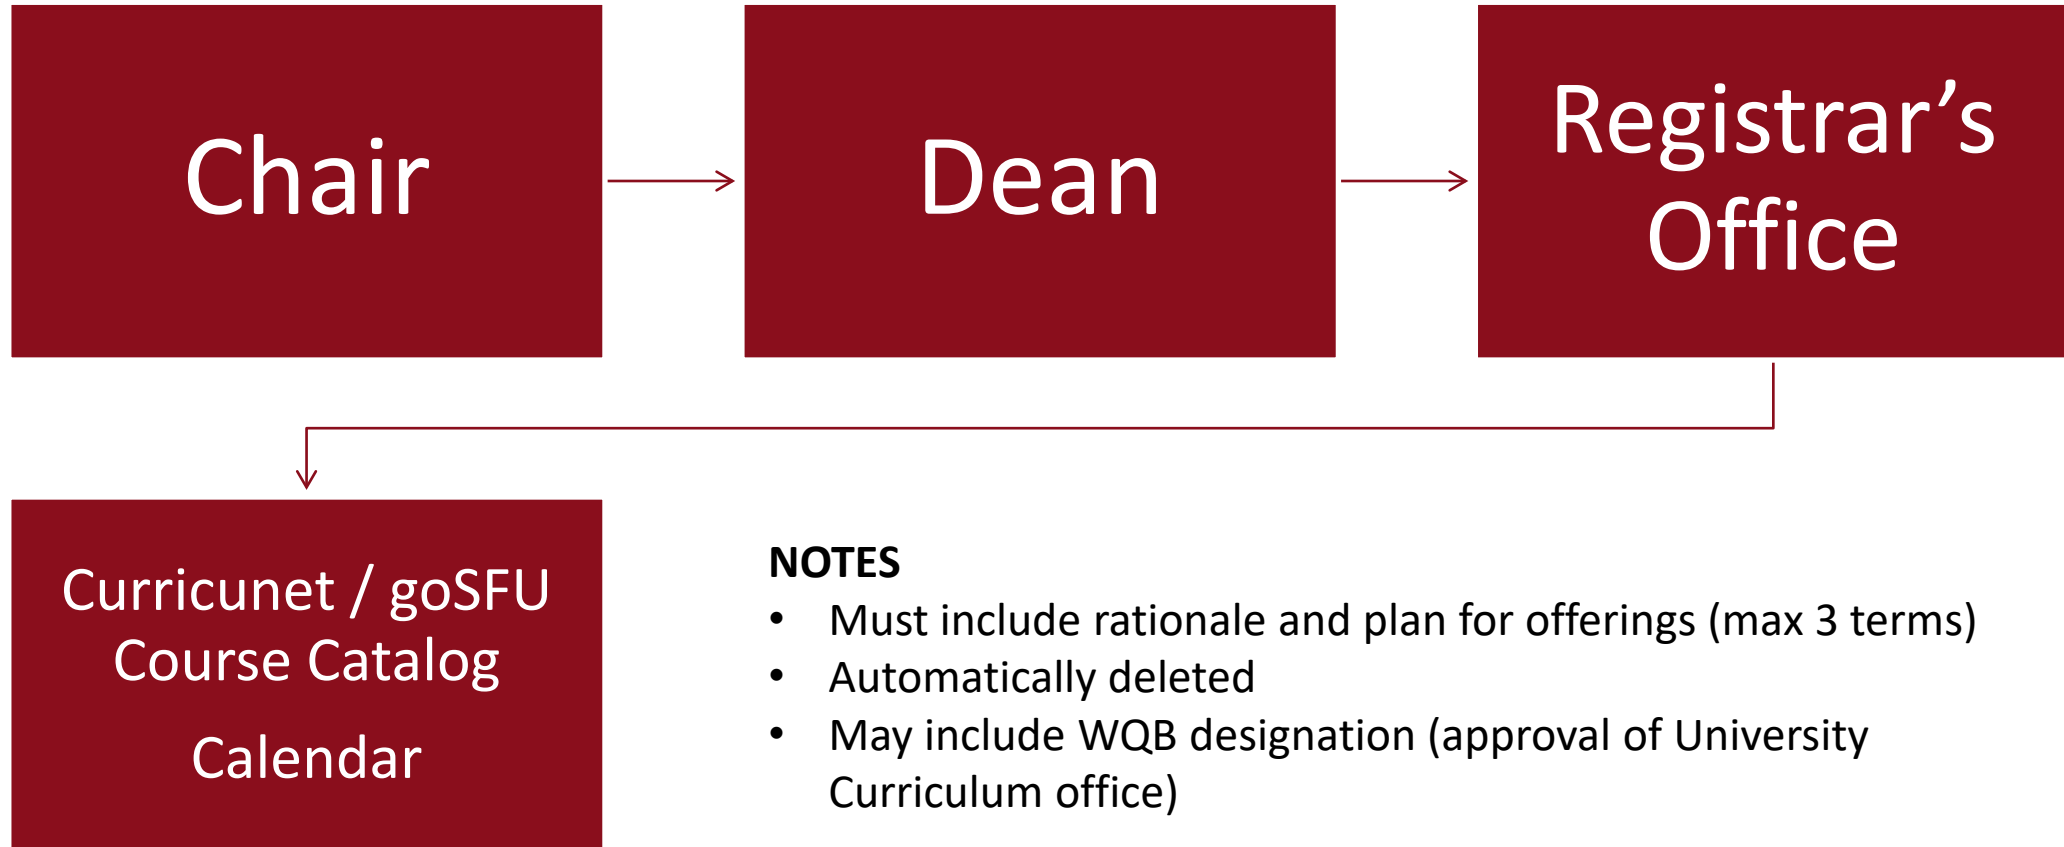 Chair
Dean
Registrar’s
Office
Curricunet / goSFU
Course Catalog
Calendar
NOTES
• Must include rationale and plan for offerings (max 3 terms)
• Automatically deleted
• May include WQB designation (approval of University
Curriculum office)